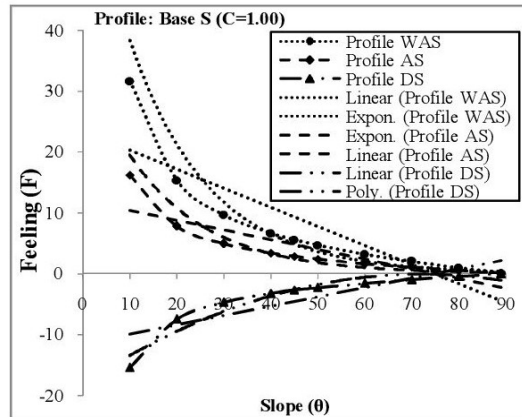 Profile: Base S (C=1.00)
40
30
20
10
0
-10
-20
Feeling (F)
Profile WAS
Profile AS
Profile DS
Linear (Profile WAS)
Expon. (Profile WAS)
Expon. (Profile AS)
Linear (Profile AS)
Linear (Profile DS)
Poly. (Profile DS)
0 10 20 30 40 50 60 70 80 90
Slope (θ)